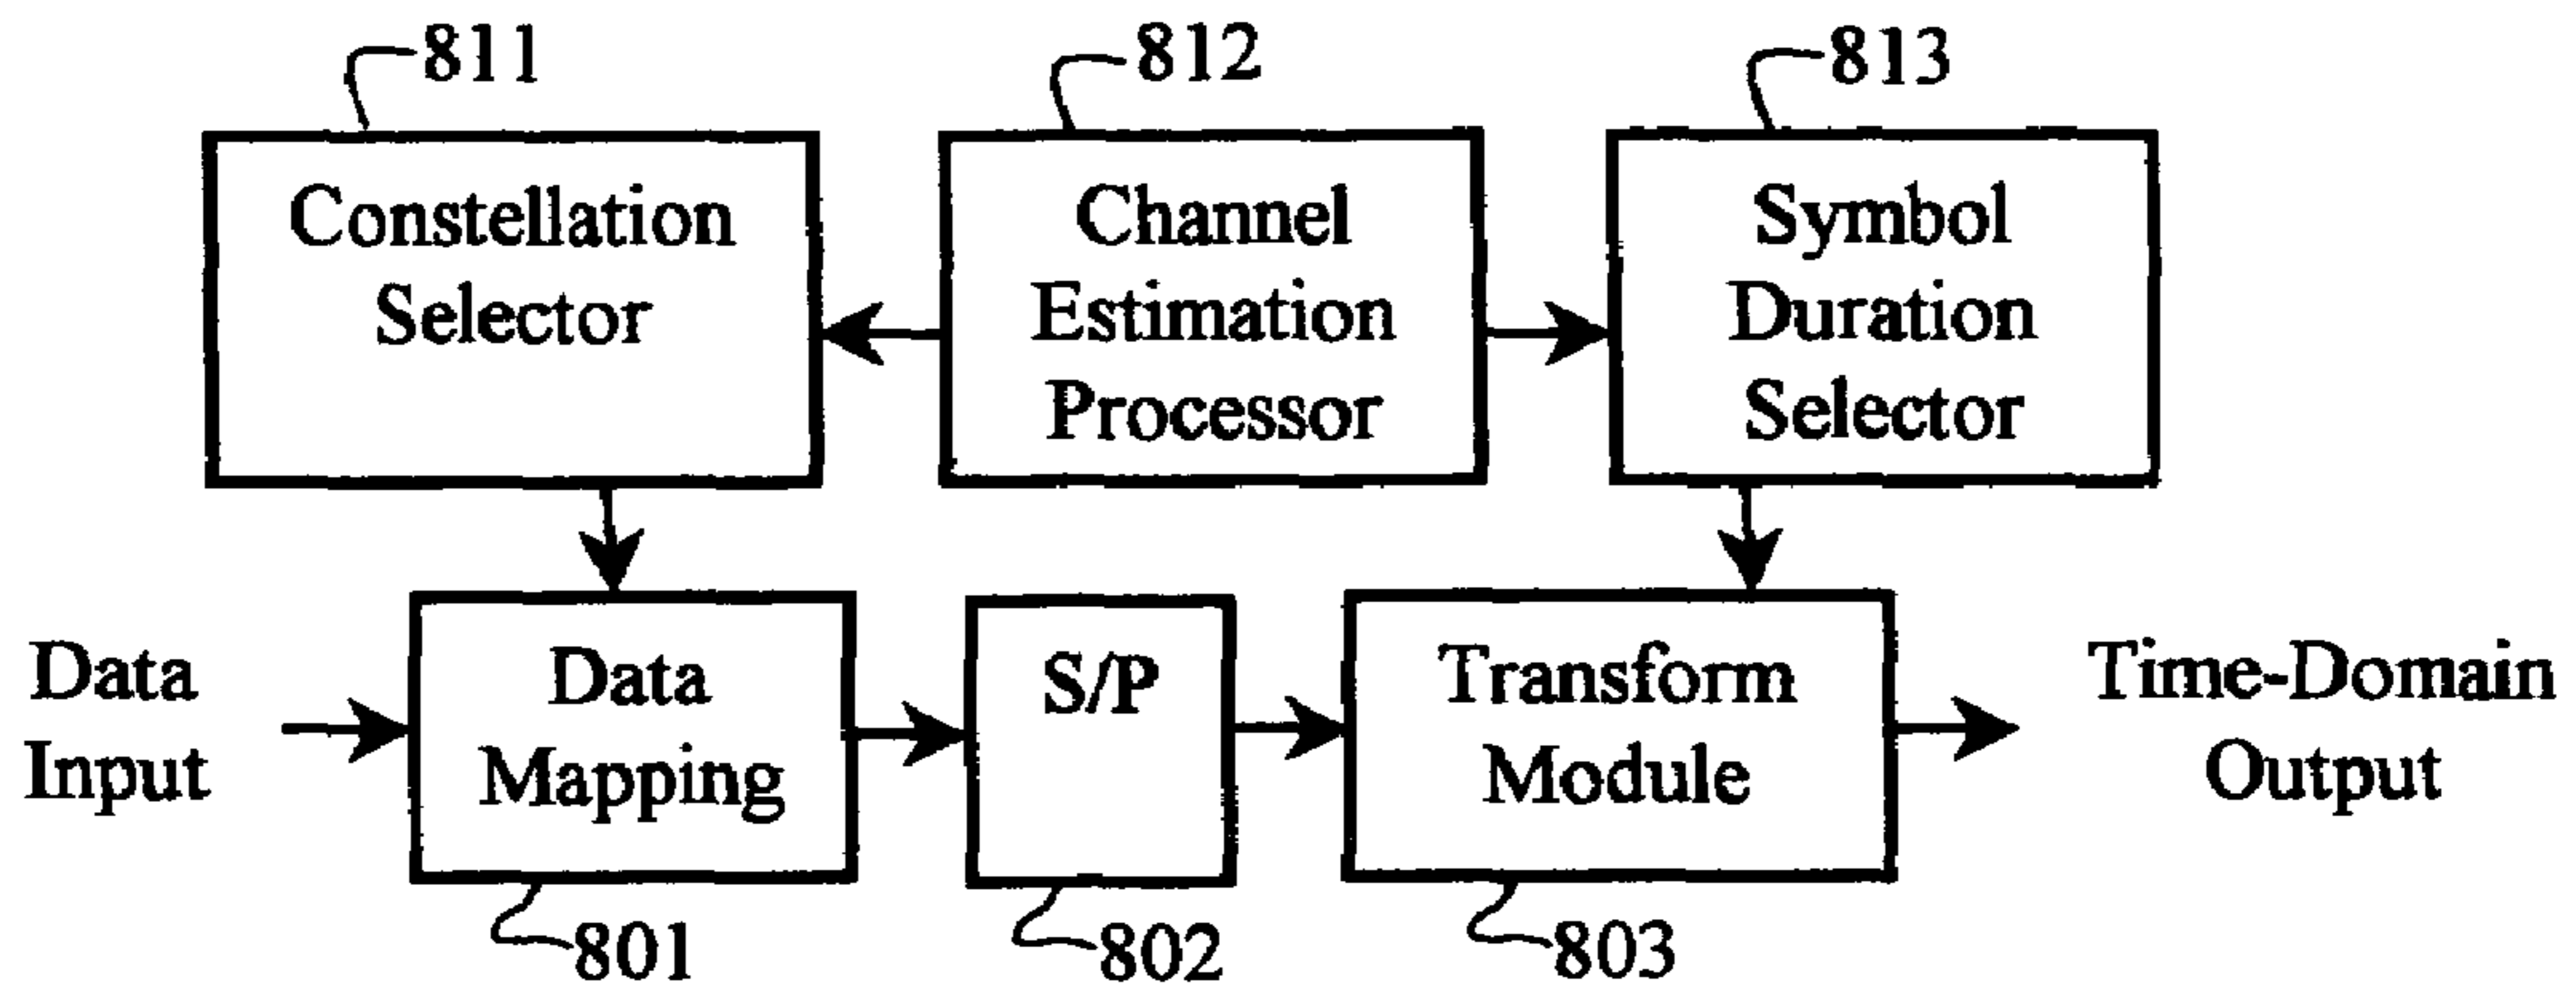 811
812
813
Constellation
Selector
Channel
Estimation
Processor
Symbol
Duration
Selector
Data
Input
Data
Mapping
S/P
Transform
Module
Time-Domain
Output
801
802
803